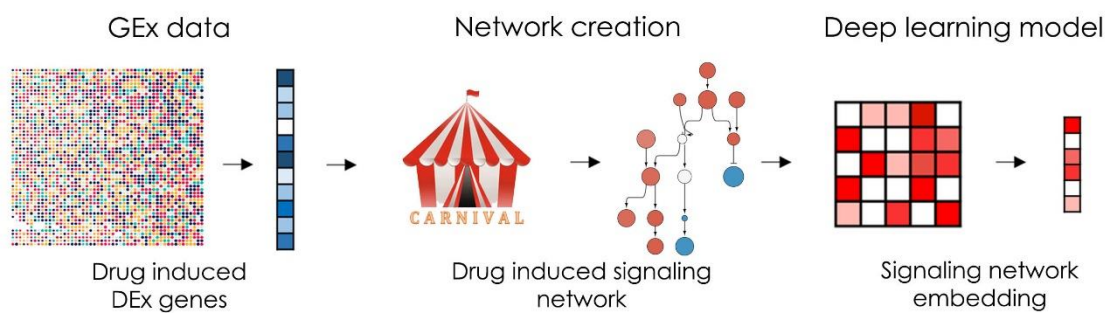 GEx data
Network creation
Deep learning model
CARNIVAL
Drug induced
DEx genes
Drug induced signaling
network
Signaling network
embedding